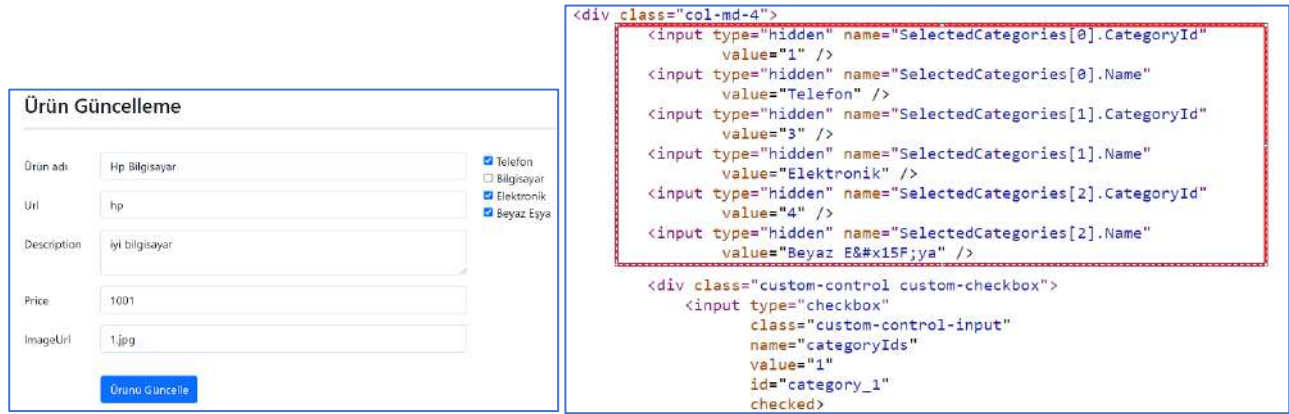 Ürün Güncelleme
Ürün adı Hp Bilgisayar
Url hp
Description iyi bilgisayar
Price 1001
ImageUrl 1.jpg
Ürünü Güncelle
Telefon
Bilgisayar
Elektronik
Beyaz Eşya
<div class="col-md-4">
<input type="hidden" name="SelectedCategories[0].CategoryId"
value="1" />
<input type="hidden" name="SelectedCategories[0].Name"
value="Telefon" />
<input type="hidden" name="SelectedCategories[1].CategoryId"
value="3" />
<input type="hidden" name="SelectedCategories[1].Name"
value="Elektronik" />
<input type="hidden" name="SelectedCategories[2].CategoryId"
value="4" />
<input type="hidden" name="SelectedCategories[2].Name"
value="Beyaz E&#x15F;ya" />
<div class="custom-control custom-checkbox">
<input type="checkbox"
class="custom-control-input"
name="categoryIds"
value="1"
id="category_1"
checked>